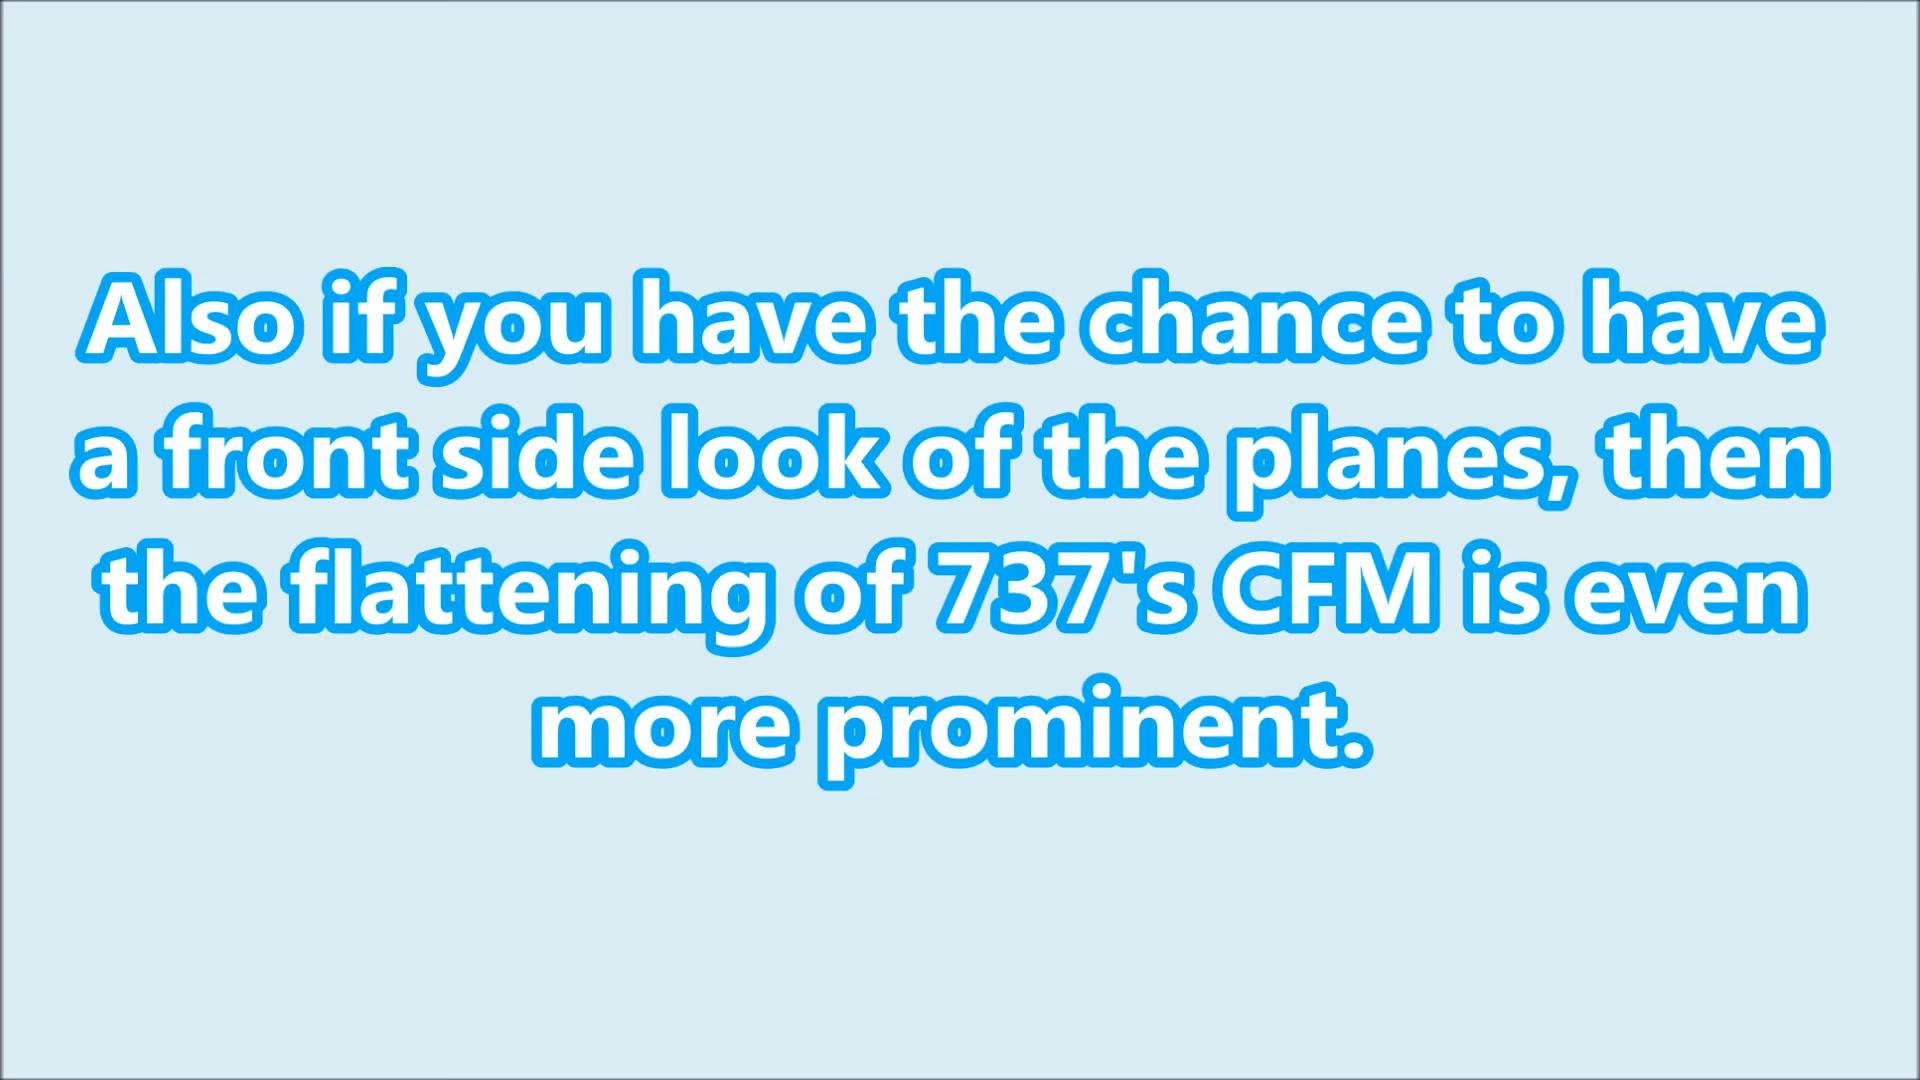 Also if you have the chance to have
a front side look of the planes, then
the flattening of 737's CFM is even
more prominent.